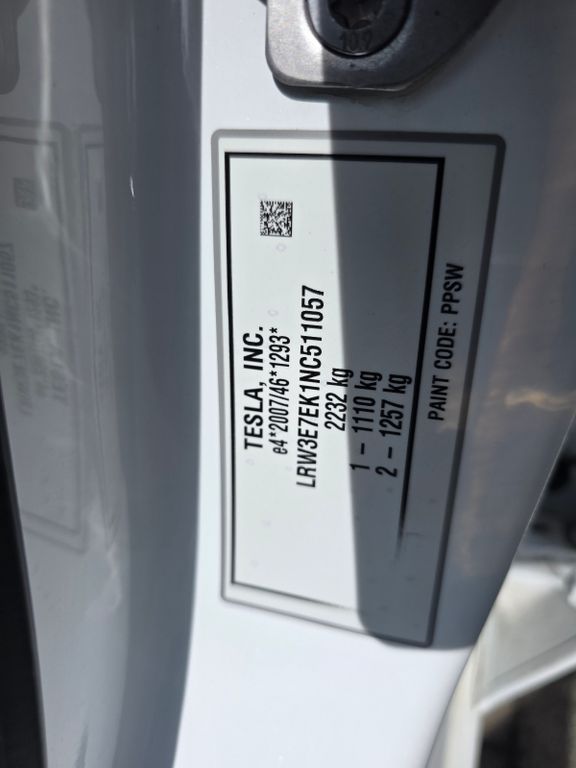 TESLA, INC.
e4*2007/46*1293*
LRW3E7EK1NC511057
2232 kg
1 - 1110 kg
2 - 1257 kg
PAINT CODE: PPSW